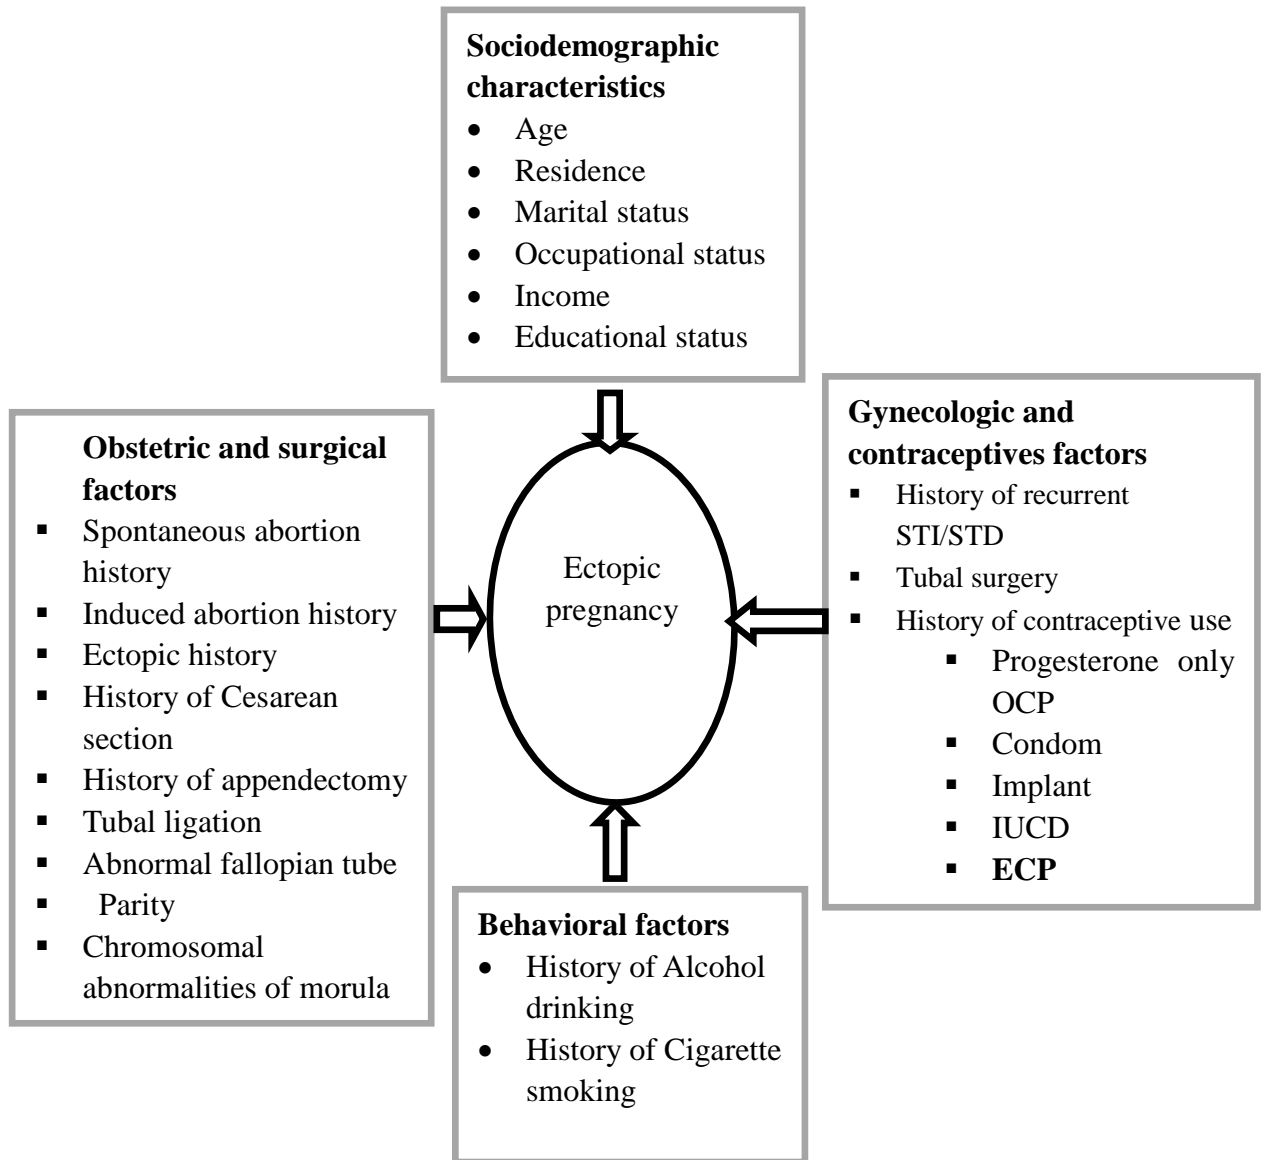 Sociodemographic
characteristics
● Age
● Residence
● Marital status
● Occupational status
● Income
● Educational status
Obstetric and surgical
factors
▪ Spontaneous abortion
history
▪ Induced abortion history
▪ Ectopic history
▪ History of Cesarean
section
▪ History of appendectomy
▪ Tubal ligation
▪ Abnormal fallopian tube
▪ Parity
▪ Chromosomal
abnormalities of morula
Ectopic
pregnancy
Gynecologic and
contraceptives factors
▪ History of recurrent
STI/STD
▪ Tubal surgery
▪ History of contraceptive use
▪ Progesterone only
OCP
▪ Condom
▪ Implant
▪ IUCD
▪ ECP
Behavioral factors
● History of Alcohol
drinking
● History of Cigarette
smoking